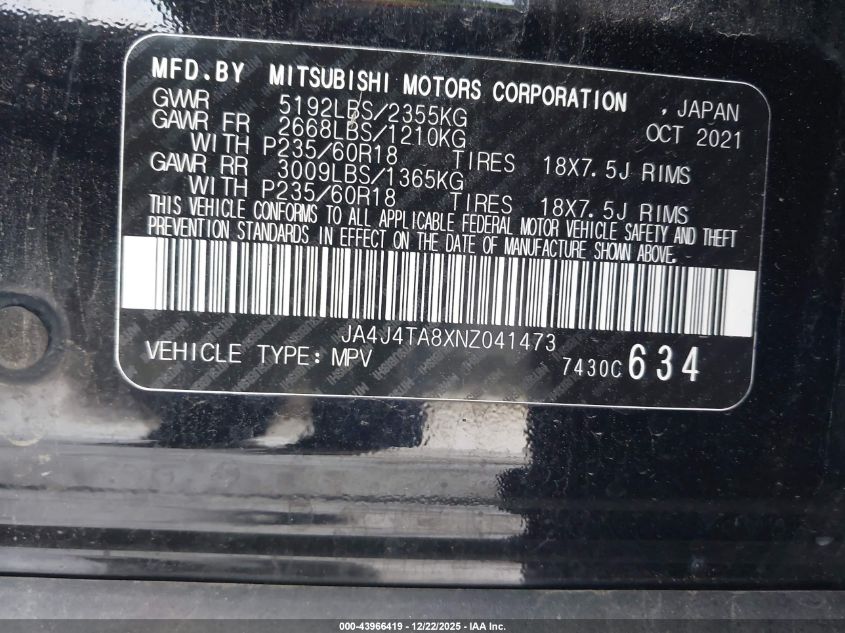 MFD.BY MITSUBISHI MOTORS CORPORATION , JAPAN
GVWR 5192LBS/2355KG OCT 2021
GAWR FR 2668LBS/1210KG
WITH P235/60R18 TIRES 18X7.5J RIMS
GAWR RR 3009LBS/1365KG
WITH P235/60R18 TIRES 18X7.5J RIMS
THIS VEHICLE CONFORMS TO ALL APPLICABLE FEDERAL MOTOR VEHICLE SAFETY AND THEFT
PREVENTION STANDARDS IN EFFECT ON THE DATE OF MANUFACTURE SHOWN ABOVE.
JA4J4TA8XNZ041473
VEHICLE TYPE: MPV 7430C 634
000-43966419 • 12/22/2025 • IAA Inc.